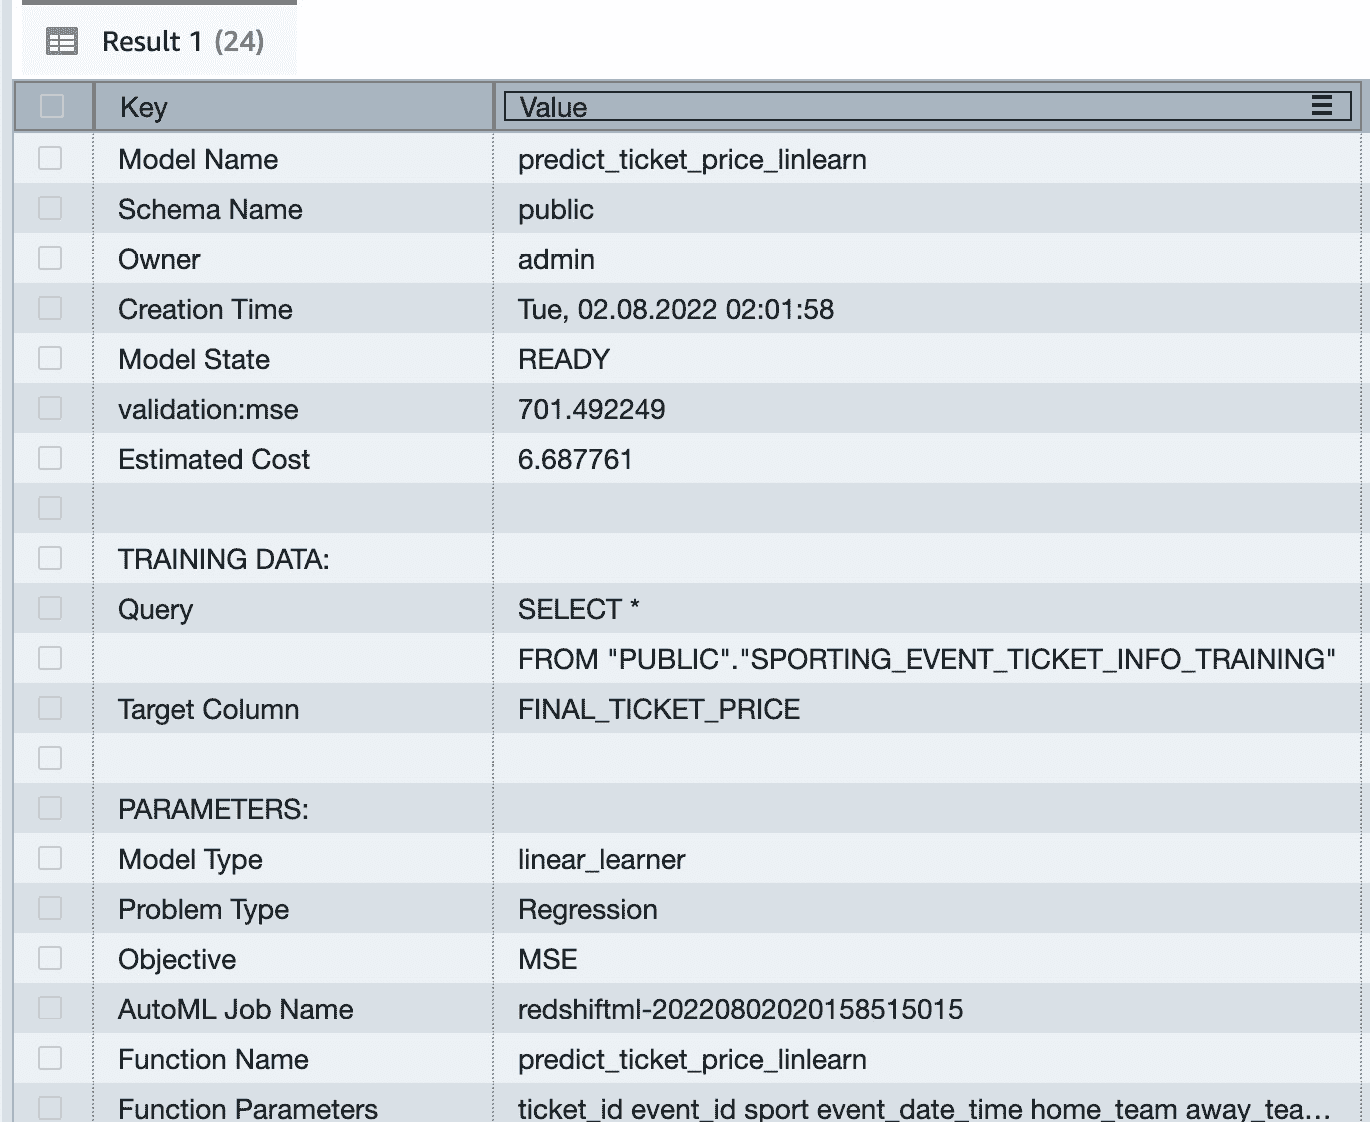 Result 1 (24)
Key Value
Model Name predict_ticket_price_linlearn
Schema Name public
Owner admin
Creation Time Tue, 02.08.2022 02:01:58
Model State READY
validation:mse 701.492249
Estimated Cost 6.687761
TRAINING DATA:
Query SELECT *
FROM "PUBLIC"."SPORTING_EVENT_TICKET_INFO_TRAINING"
Target Column FINAL_TICKET_PRICE
PARAMETERS:
Model Type linear_learner
Problem Type Regression
Objective MSE
AutoML Job Name redshiftml-20220802020158515015
Function Name predict_ticket_price_linlearn
Function Parameters ticket_id event_id sport event_date_time home_team away_tea...